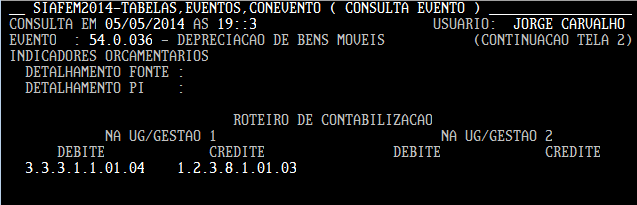 __ SIAFEM2014-TABELAS,EVENTOS,CONEVENTO ( CONSULTA EVENTO ) __________________
CONSULTA EM 05/05/2014 AS 19::3 USUARIO: JORGE CARVALHO
EVENTO : 54.0.036 - DEPRECIACAO DE BENS MOVEIS (CONTINUACAO TELA 2)
INDICADORES ORCAMENTARIOS
DETALHAMENTO FONTE :
DETALHAMENTO PI :
ROTEIRO DE CONTABILIZACAO
NA UG/GESTAO 1 NA UG/GESTAO 2
DEBITE CREDITE DEBITE CREDITE
3.3.3.1.1.01.04 1.2.3.8.1.01.03